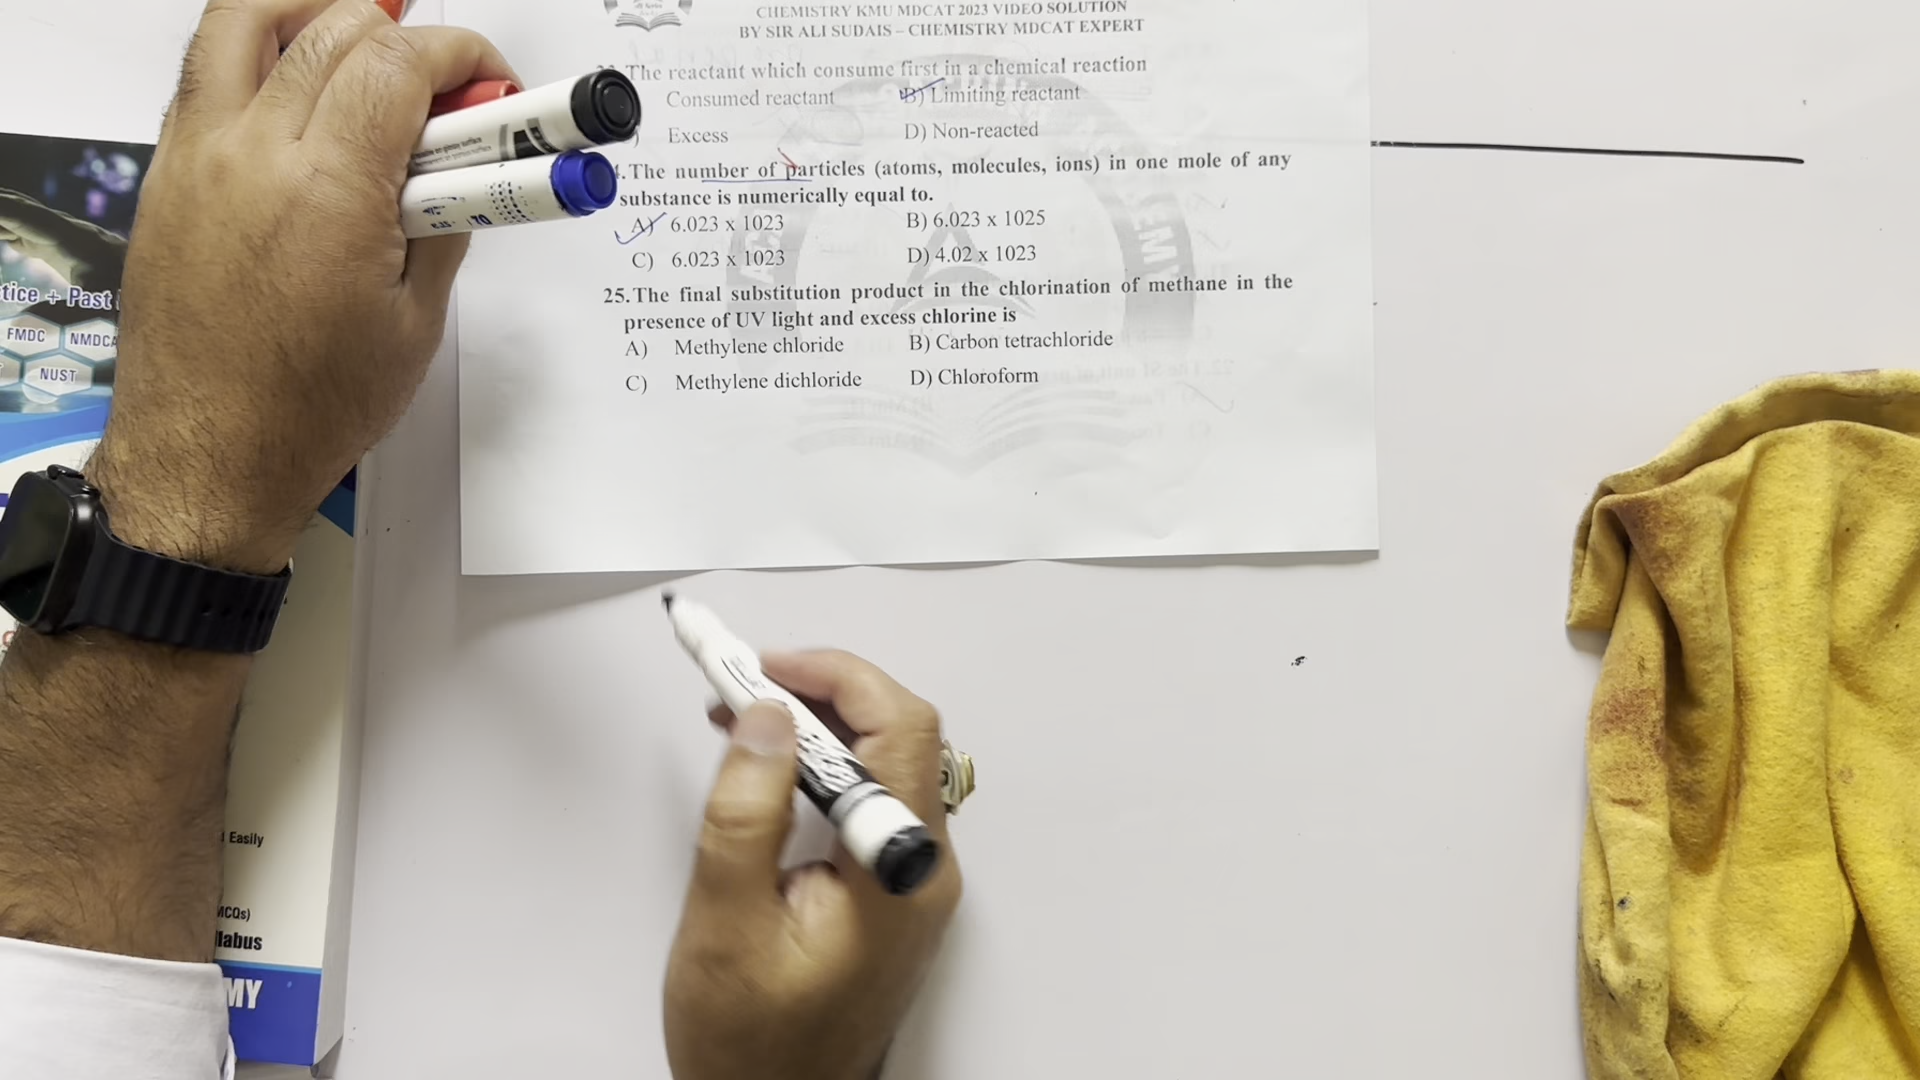 CHEMISTRY KMU MDCAT 2023 VIDEO SOLUTION
BY SIR ALI SUDAIS – CHEMISTRY MDCAT EXPERT
The reactant which consume first in a chemical reaction
Consumed reactant B) Limiting reactant
Excess D) Non-reacted
The number of particles (atoms, molecules, ions) in one mole of any
substance is numerically equal to.
A) 6.023 x 1023 B) 6.023 x 1025
C) 6.023 x 1023 D) 4.02 x 1023
25. The final substitution product in the chlorination of methane in the
presence of UV light and excess chlorine is
A) Methylene chloride B) Carbon tetrachloride
C) Methylene dichloride D) Chloroform
tice + Past
FMDC NMDCA
NUST
Easily
MCQs)
labus
MY
70